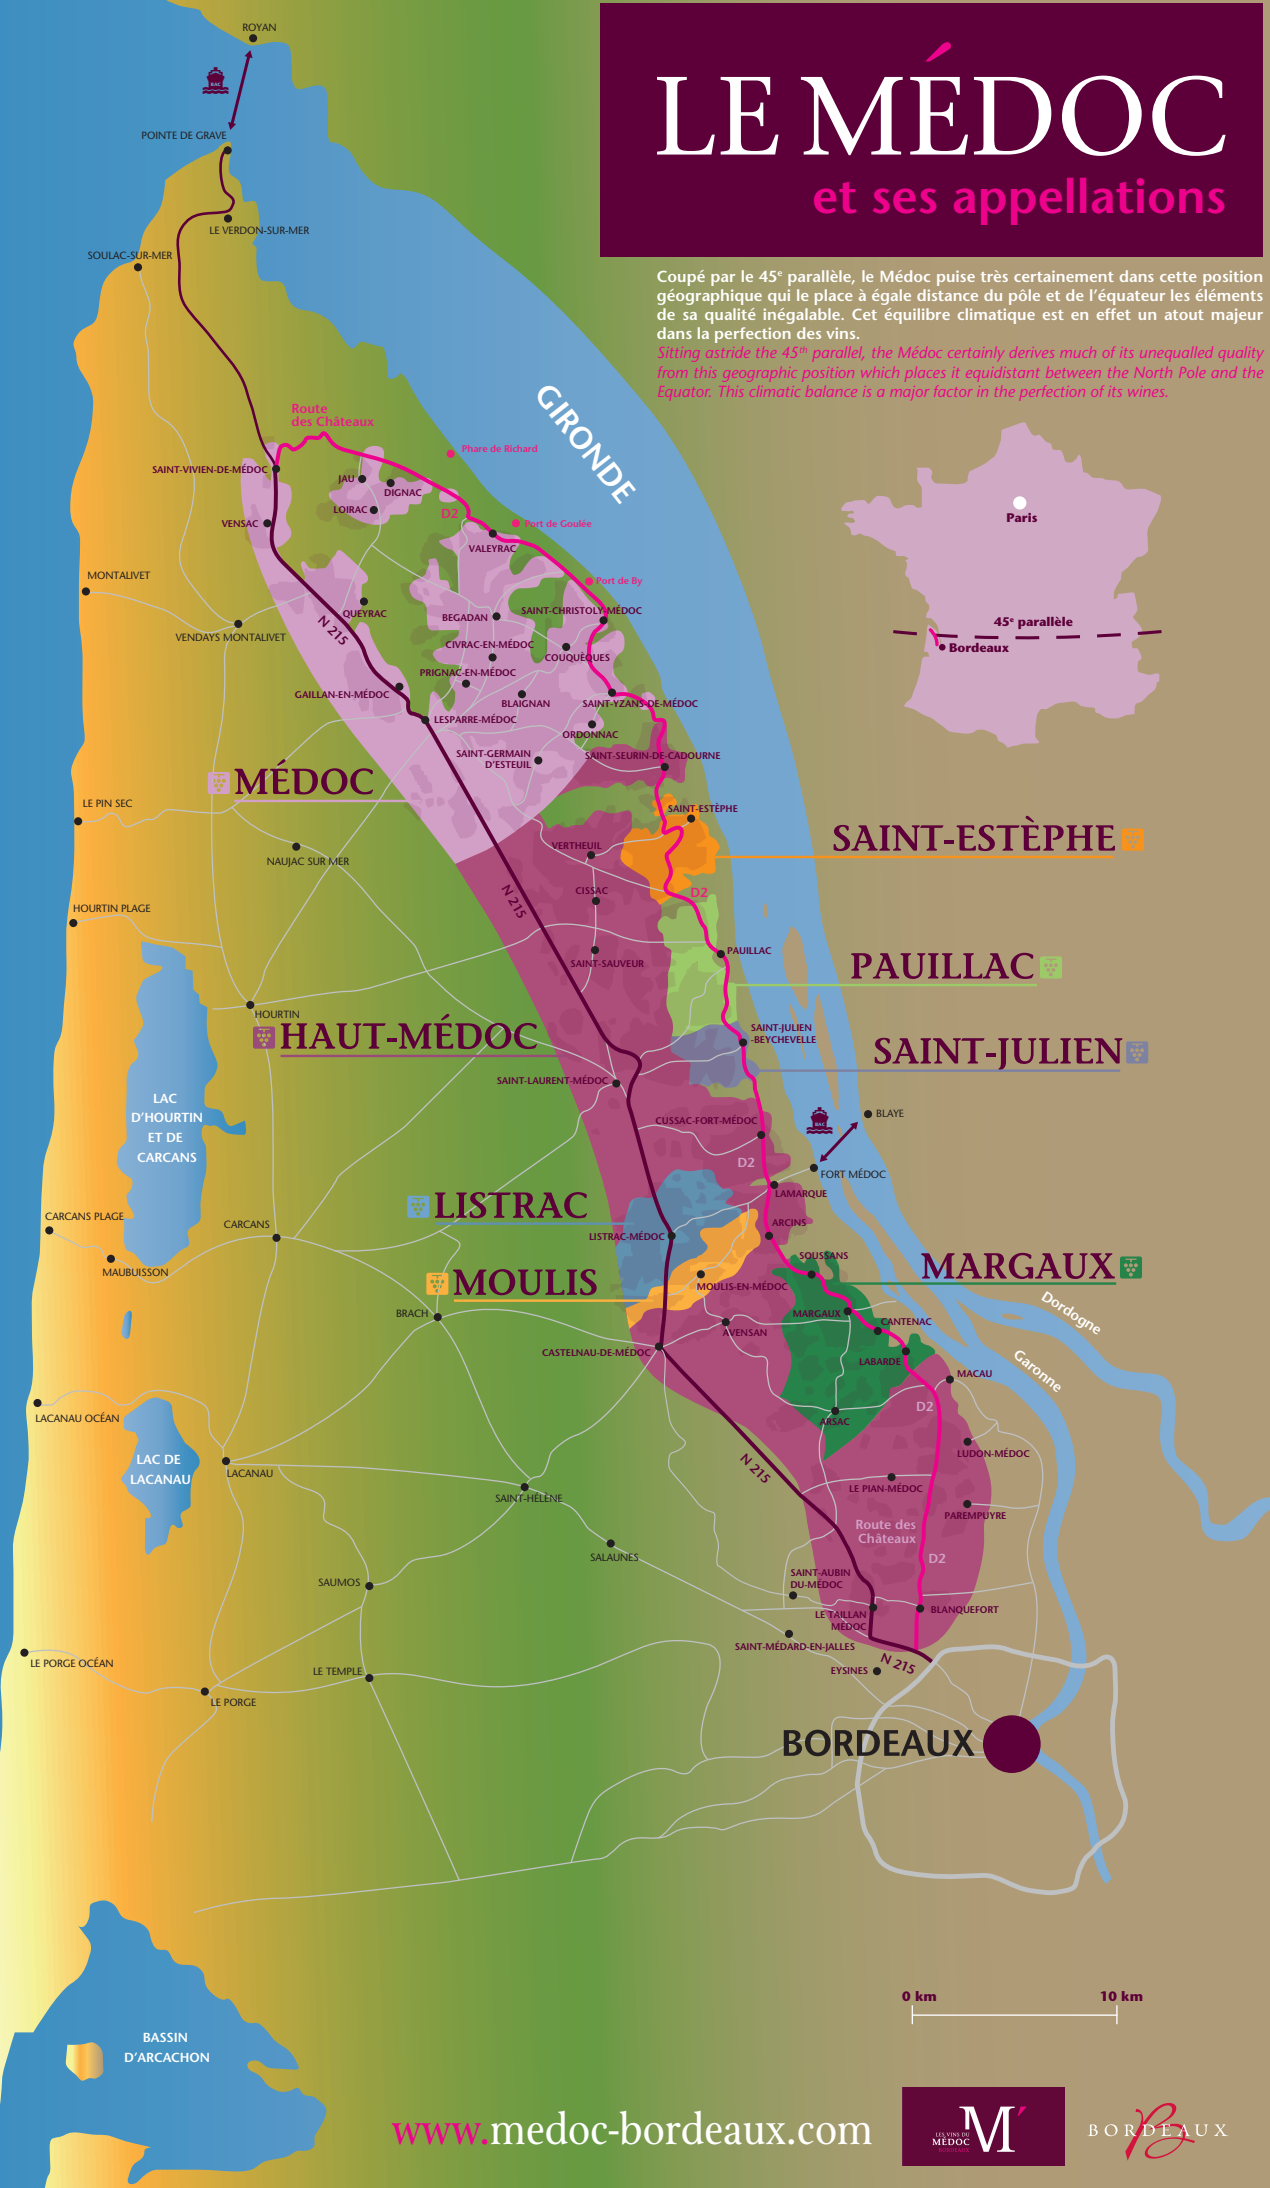 LE MÉDOC
et ses appellations
Coupé par le 45e parallèle, le Médoc puise très certainement dans cette position
géographique qui le place à égale distance du pôle et de l'équateur les éléments
de sa qualité inégalable. Cet équilibre climatique est en effet un atout majeur
dans la perfection des vins.
Sitting astride the 45th parallel, the Médoc certainly derives much of its unequalled quality
from this geographic position which places it equidistant between the North Pole and the
Equator. This climatic balance is a major factor in the perfection of its wines.
ROYAN
BAC
POINTE DE GRAVE
LE VERDON-SUR-MER
SOULAC-SUR-MER
GIRONDE
Route
des Châteaux
Phare de Richard
SAINT-VIVIEN-DE-MÉDOC
JAU
DIGNAC
LOIRAC
D2
VENSAC
Port de Goulée
VALEYRAC
Paris
MONTALIVET
Port de By
QUEYRAC
SAINT-CHRISTOLY-MÉDOC
BEGADAN
N 215
VENDAYS MONTALIVET
45e parallèle
Bordeaux
CIVRAC-EN-MÉDOC
COUQUÈQUES
PRIGNAC-EN-MÉDOC
GAILLAN-EN-MÉDOC
BLAIGNAN
SAINT-YZANS-DE-MÉDOC
LESPARRE-MÉDOC
ORDONNAC
SAINT-GERMAIN
D'ESTEUIL
SAINT-SEURIN-DE-CADOURNE
MÉDOC
LE PIN SEC
SAINT-ESTÈPHE
SAINT-ESTÈPHE
VERTHEUIL
NAUJAC SUR MER
CISSAC
D2
N 215
HOURTIN PLAGE
PAUILLAC
SAINT-SAUVEUR
PAUILLAC
HOURTIN
HAUT-MÉDOC
SAINT-JULIEN
-BEYCHEVELLE
SAINT-JULIEN
SAINT-LAURENT-MÉDOC
LAC
D'HOURTIN
ET DE
CARCANS
CUSSAC-FORT-MÉDOC
BAC
BLAYE
D2
FORT MÉDOC
LAMARQUE
LISTRAC
CARCANS PLAGE
CARCANS
ARCINS
LISTRAC-MÉDOC
SOUSSANS
MAUBUISSON
MARGAUX
MOULIS
MOULIS-EN-MÉDOC
BRACH
MARGAUX
CANTENAC
Dordogne
AVENSAN
CASTELNAU-DE-MÉDOC
LABARDE
Garonne
MACAU
LACANAU OCÉAN
D2
ARSAC
LUDON-MÉDOC
LAC DE
LACANAU
LACANAU
N 215
LE PIAN-MÉDOC
SAINT-HÉLÈNE
PAREMPUYRE
Route des
Châteaux
SALAUNES
D2
SAINT-AUBIN
DU-MÉDOC
SAUMOS
BLANQUEFORT
LE TAILLAN
MÉDOC
SAINT-MÉDARD-EN-JALLES
LE PORGE OCÉAN
LE TEMPLE
EYSINES
N 215
LE PORGE
BORDEAUX
0 km
10 km
BASSIN
D'ARCACHON
www.medoc-bordeaux.com
M
LES VINS DU
MÉDOC
BORDEAUX
BORDEAUX